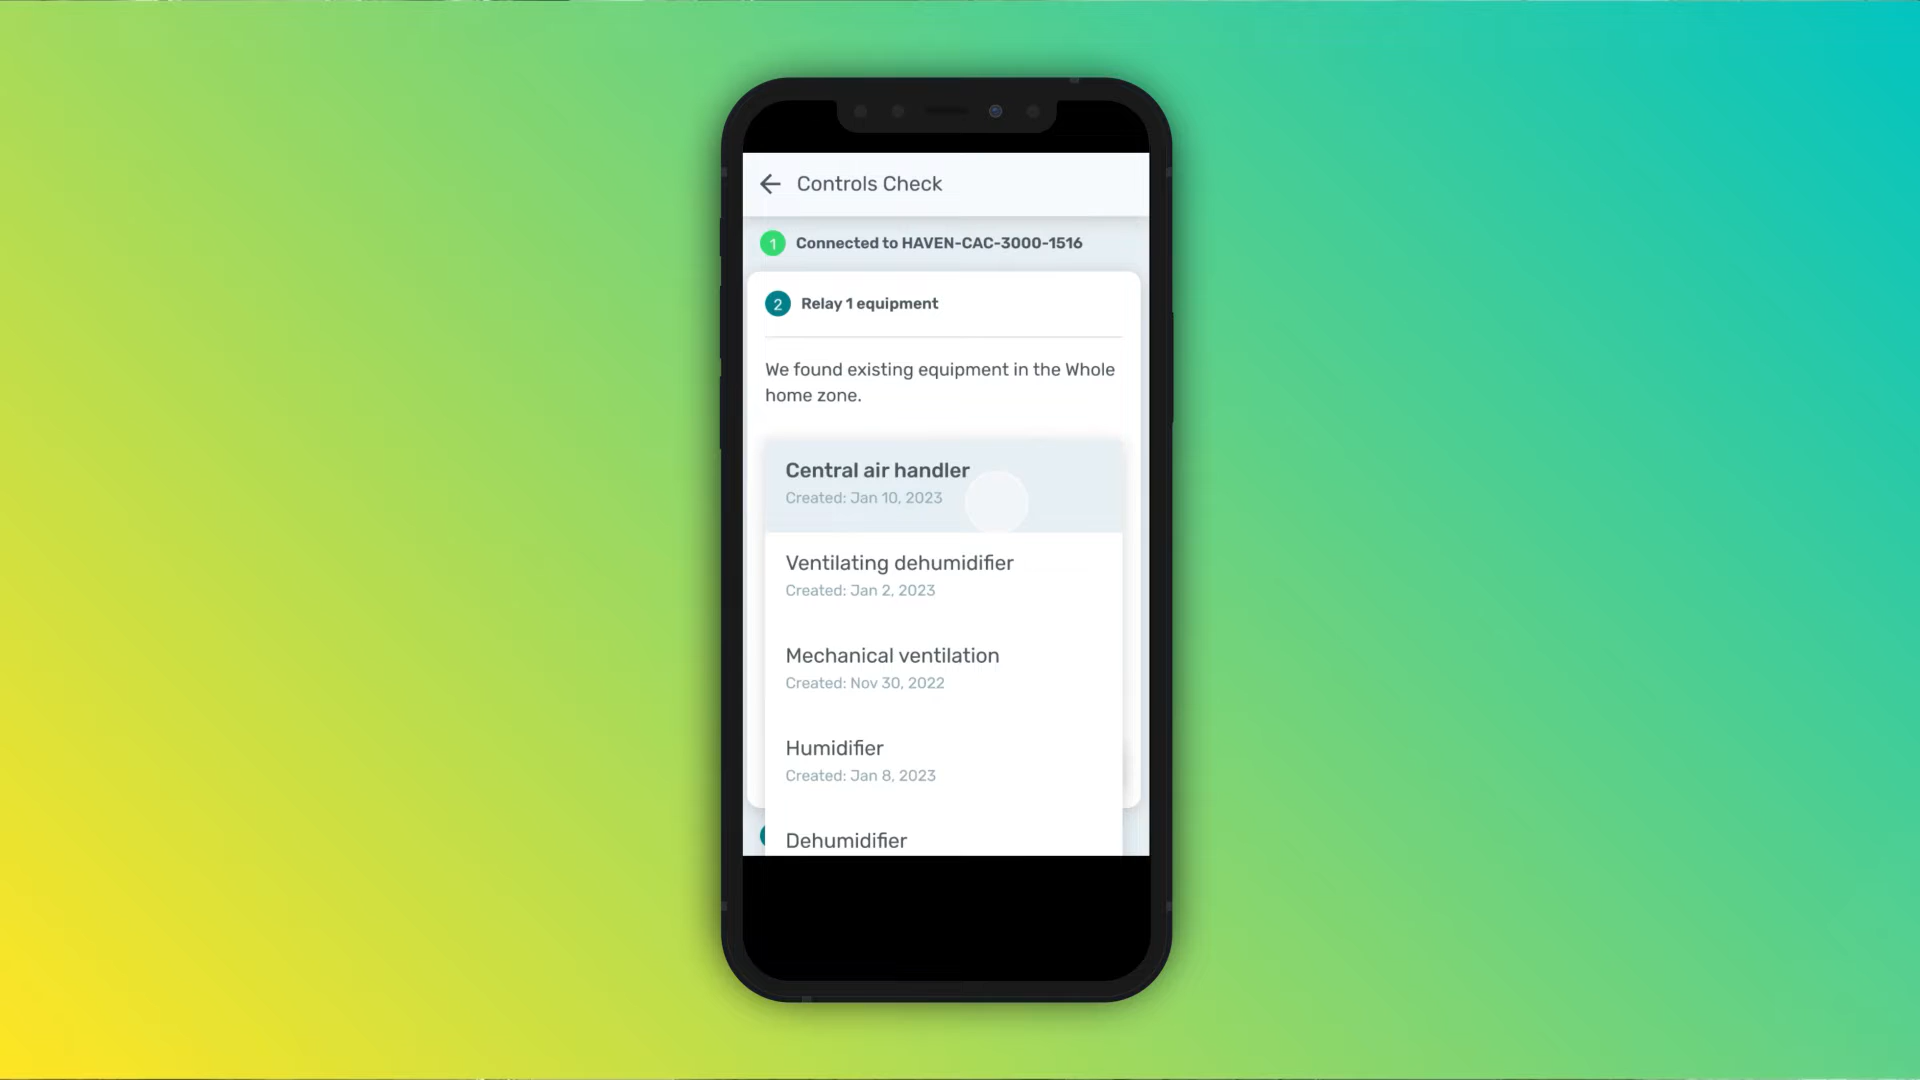 Controls Check
1 Connected to HAVEN-CAC-3000-1516
2 Relay 1 equipment
We found existing equipment in the Whole
home zone.
Central air handler
Created: Jan 10, 2023
Ventilating dehumidifier
Created: Jan 2, 2023
Mechanical ventilation
Created: Nov 30, 2022
Humidifier
Created: Jan 8, 2023
Dehumidifier